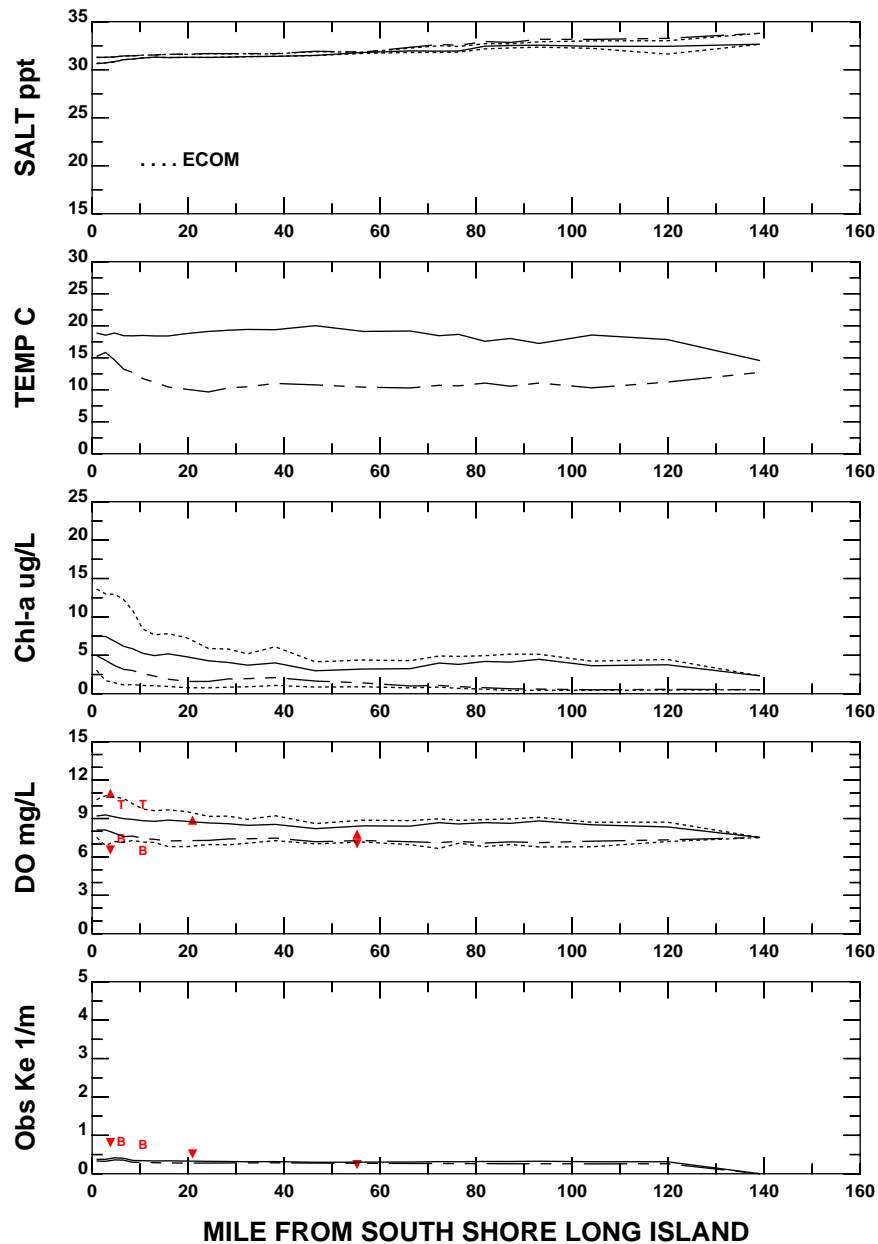 SALT ppt
35
30
25
20
15
. . . . ECOM
0 20 40 60 80 100 120 140 160
TEMP C
30
25
20
15
10
5
0
0 20 40 60 80 100 120 140 160
Chl-a ug/L
25
20
15
10
5
0
0 20 40 60 80 100 120 140 160
DO mg/L
15
12
9
6
3
0
T T
B B
0 20 40 60 80 100 120 140 160
Obs Ke 1/m
5
4
3
2
1
0
B B
0 20 40 60 80 100 120 140 160
MILE FROM SOUTH SHORE LONG ISLAND